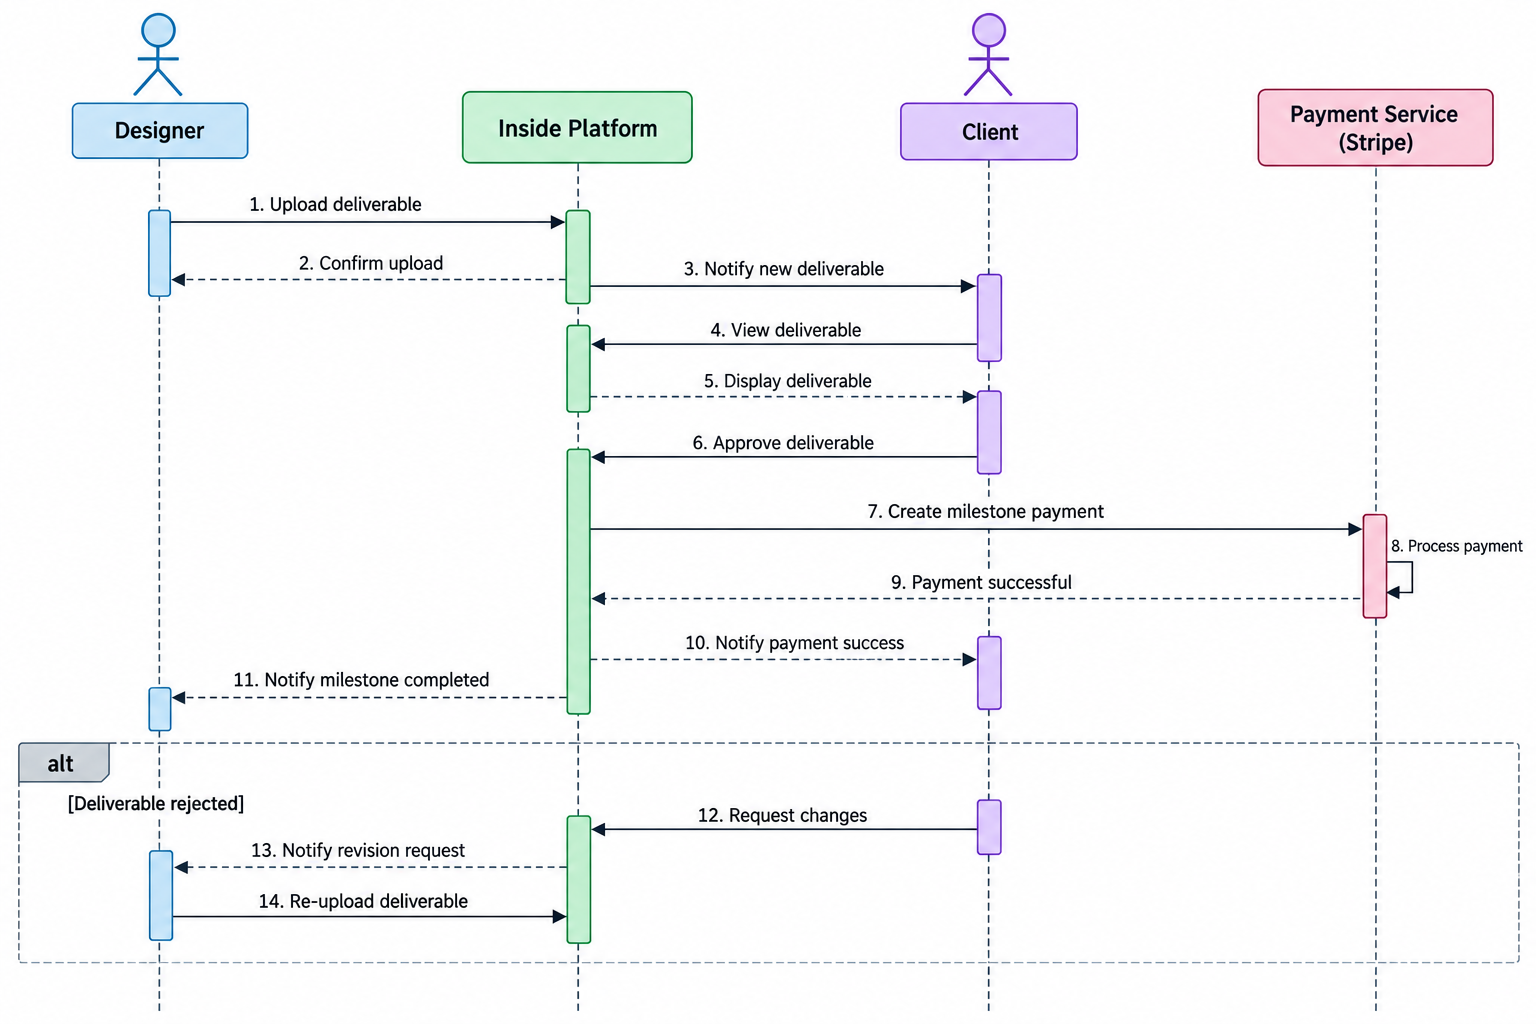 Designer
Inside Platform
Client
Payment Service
(Stripe)
1. Upload deliverable
2. Confirm upload
3. Notify new deliverable
4. View deliverable
5. Display deliverable
6. Approve deliverable
7. Create milestone payment
8. Process payment
9. Payment successful
10. Notify payment success
11. Notify milestone completed
alt
[Deliverable rejected]
12. Request changes
13. Notify revision request
14. Re-upload deliverable